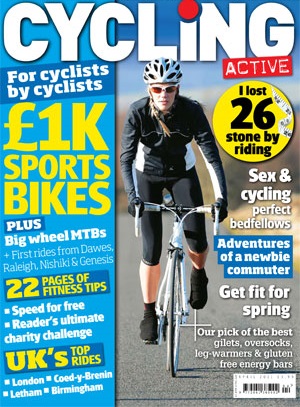 CYCLING
ACTIVE
For cyclists
by cyclists
£1K
SPORTS
BIKES
PLUS
Big wheel MTBs
+ First rides from Dawes,
Raleigh, Nishiki & Genesis
22 PAGES OF
FITNESS TIPS
• Speed for free
• Reader's ultimate
charity challenge
UK'S TOP
RIDES
• London • Coed-y-Brenin
• Letham • Birmingham
I lost
26
stone by
riding
Sex &
cycling
perfect
bedfellows
Adventures
of a newbie
commuter
Get fit for
spring
Our pick of the best
gilets, oversocks,
leg-warmers & gluten
free energy bars